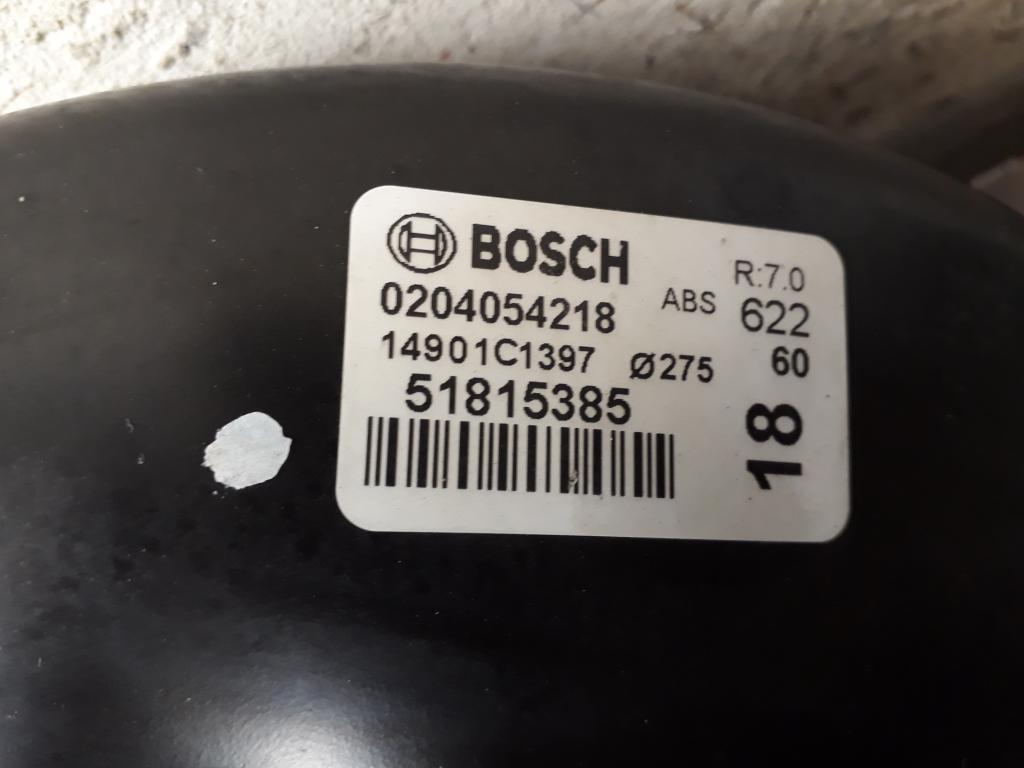 BOSCH
R:7.0
0204054218 ABS 622
14901C1397 Ø275 60
51815385
18